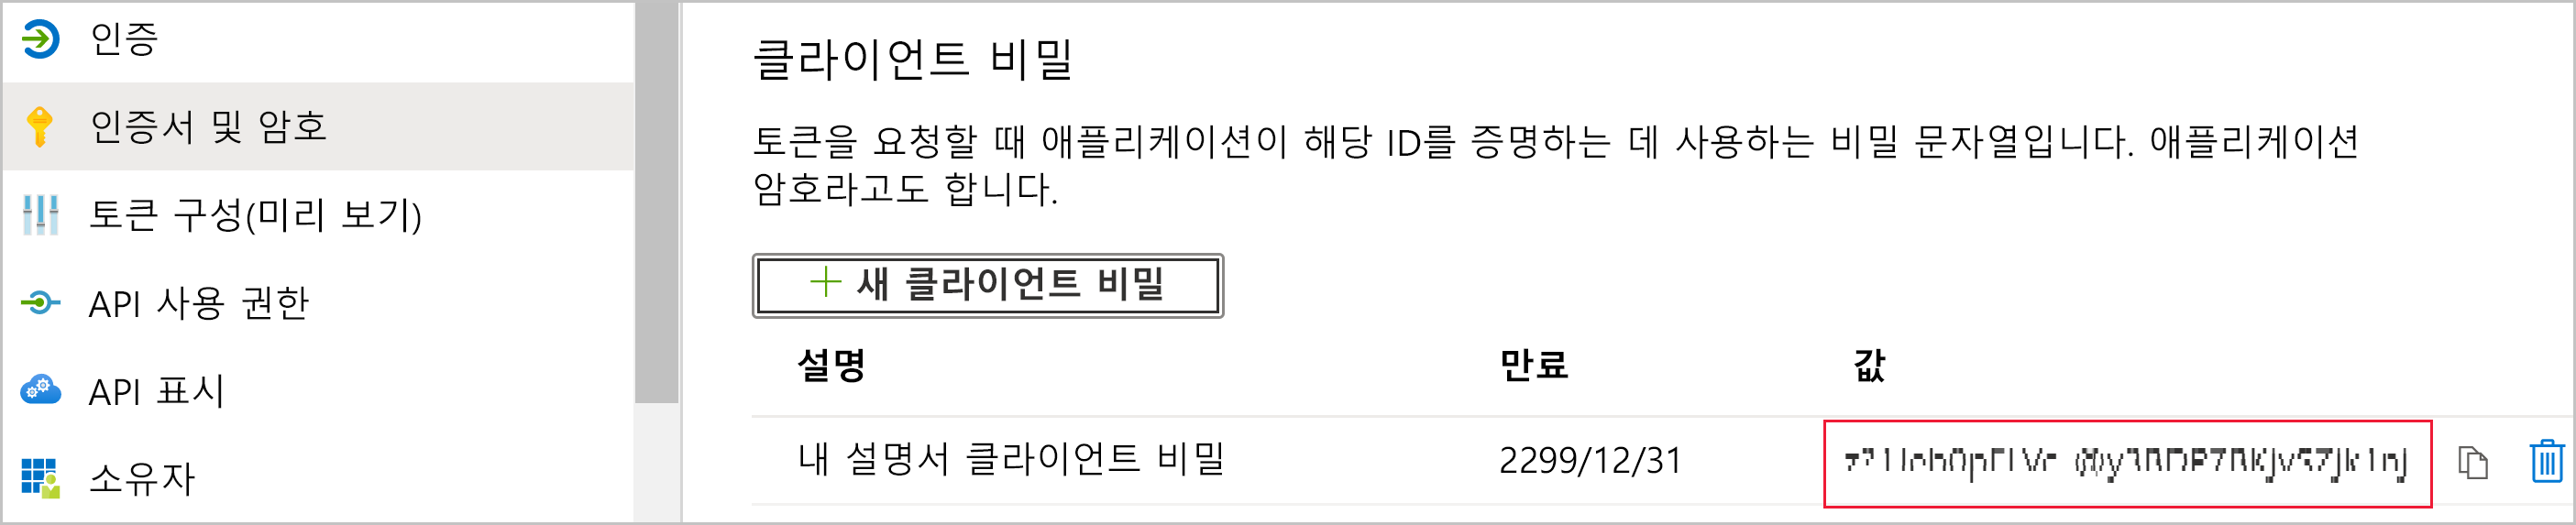 인증
인증서 및 암호
토큰 구성(미리 보기)
API 사용 권한
API 표시
소유자
클라이언트 비밀
토큰을 요청할 때 애플리케이션이 해당 ID를 증명하는 데 사용하는 비밀 문자열입니다. 애플리케이션
암호라고도 합니다.
새 클라이언트 비밀
설명 만료 값
내 설명서 클라이언트 비밀 2299/12/31